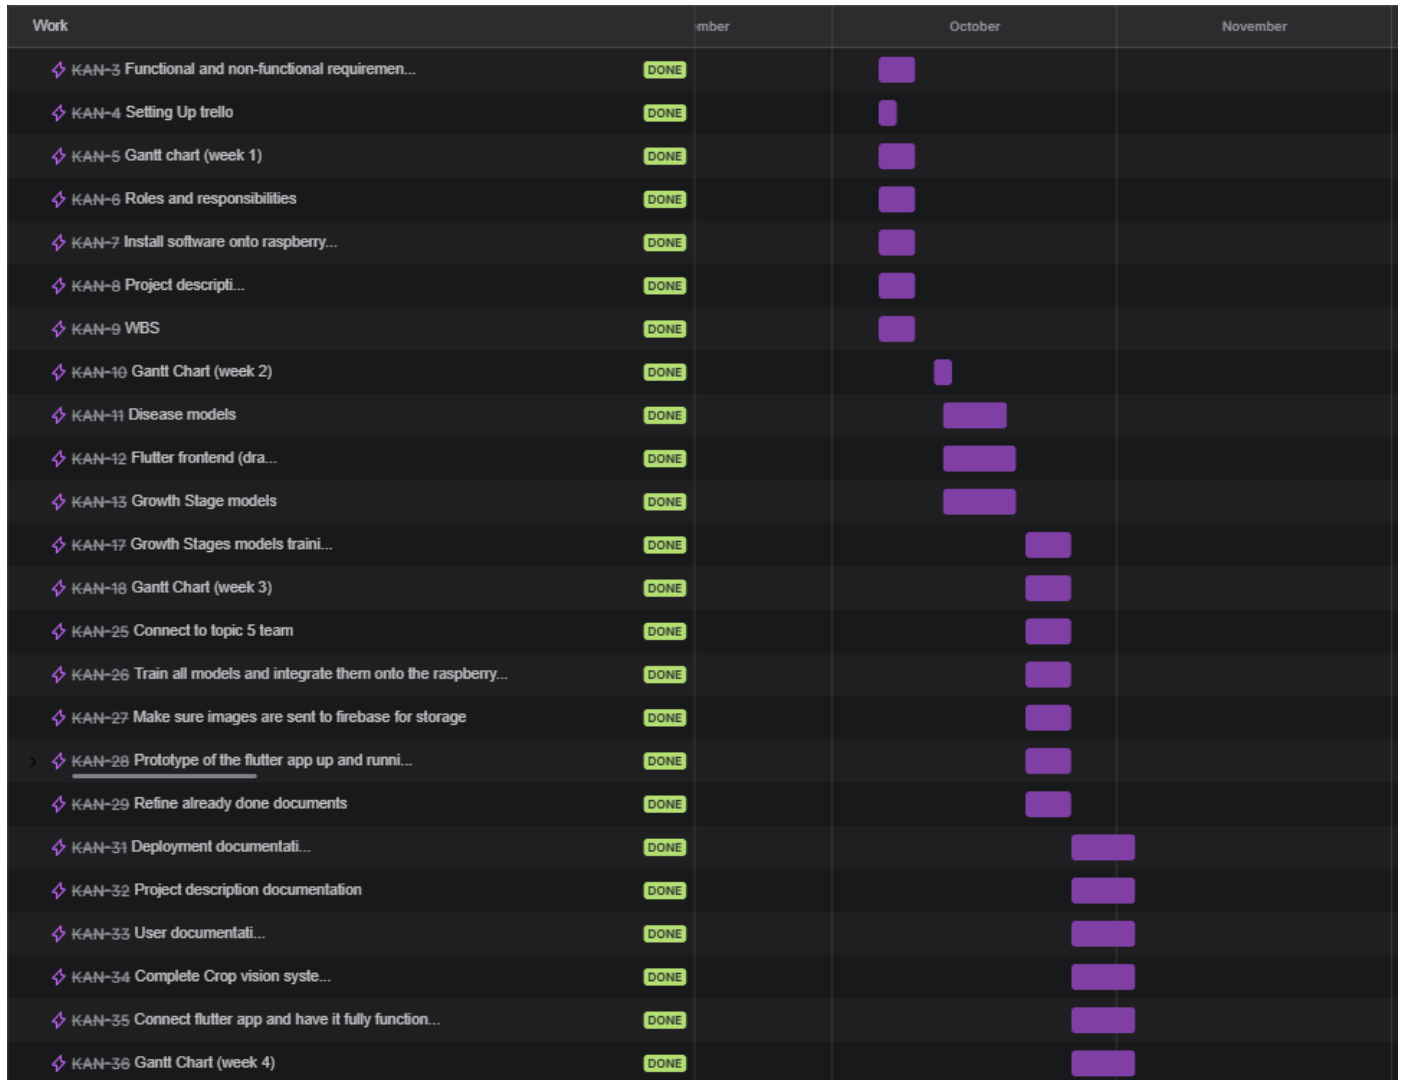 Work ember October November
KAN-3 Functional and non-functional requiremen... DONE
KAN-4 Setting Up trello DONE
KAN-5 Gantt chart (week 1) DONE
KAN-6 Roles and responsibilities DONE
KAN-7 Install software onto raspberry... DONE
KAN-8 Project descripti... DONE
KAN-9 WBS DONE
KAN-10 Gantt Chart (week 2) DONE
KAN-11 Disease models DONE
KAN-12 Flutter frontend (dra... DONE
KAN-13 Growth Stage models DONE
KAN-17 Growth Stages models traini... DONE
KAN-18 Gantt Chart (week 3) DONE
KAN-25 Connect to topic 5 team DONE
KAN-26 Train all models and integrate them onto the raspberry... DONE
KAN-27 Make sure images are sent to firebase for storage DONE
KAN-28 Prototype of the flutter app up and runni... DONE
KAN-29 Refine already done documents DONE
KAN-31 Deployment documentati... DONE
KAN-32 Project description documentation DONE
KAN-33 User documentati... DONE
KAN-34 Complete Crop vision syste... DONE
KAN-35 Connect flutter app and have it fully function... DONE
KAN-36 Gantt Chart (week 4) DONE